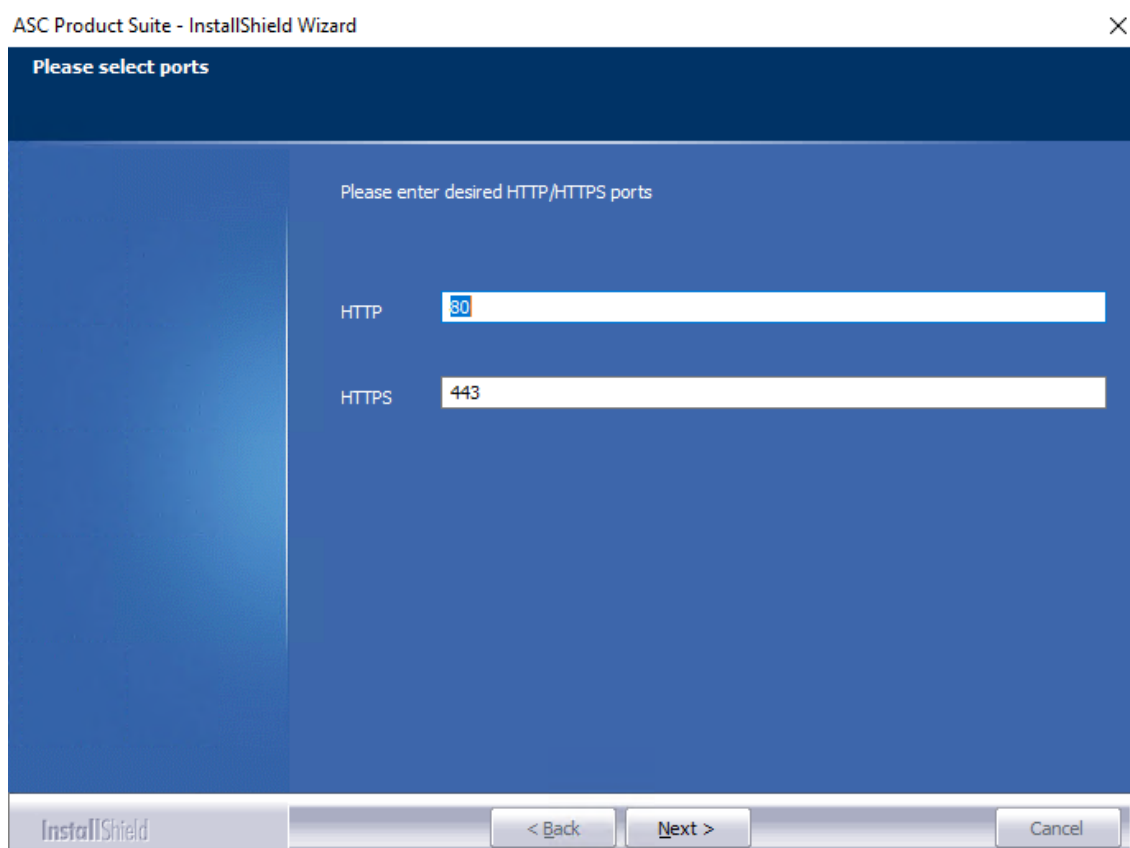 ASC Product Suite - InstallShield Wizard
Please select ports
Please enter desired HTTP/HTTPS ports
HTTP
80
HTTPS
443
InstallShield
< Back
Next >
Cancel